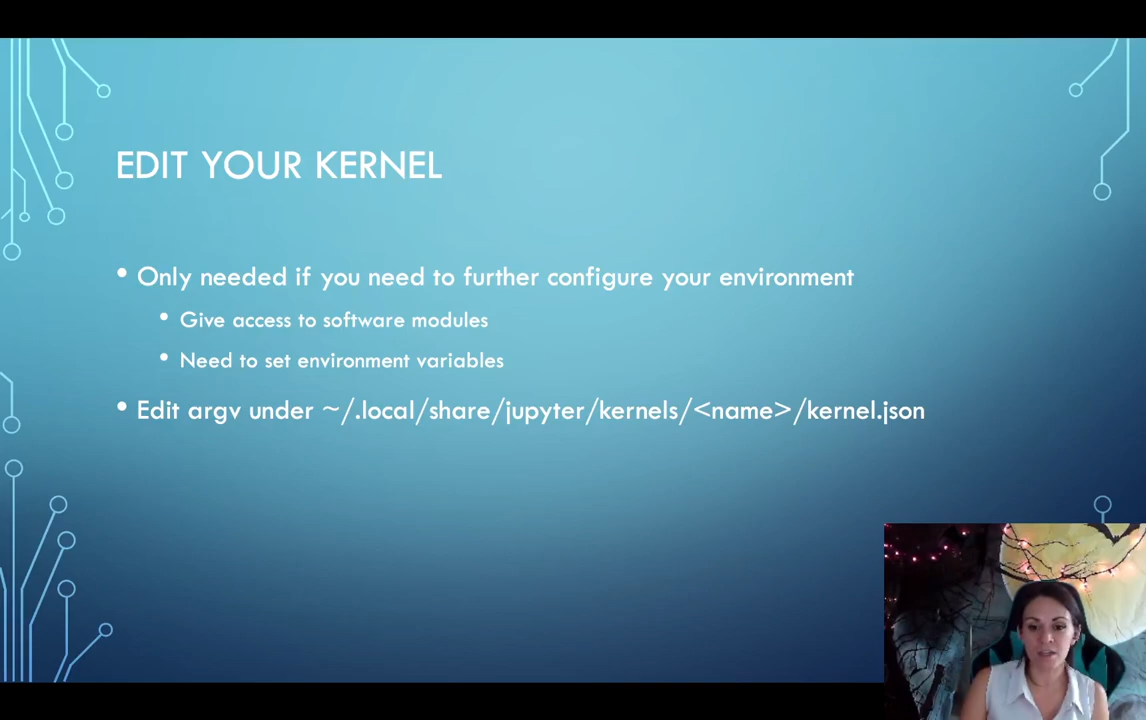 EDIT YOUR KERNEL
• Only needed if you need to further configure your environment
• Give access to software modules
• Need to set environment variables
• Edit argv under ~/.local/share/jupyter/kernels/<name>/kernel.json